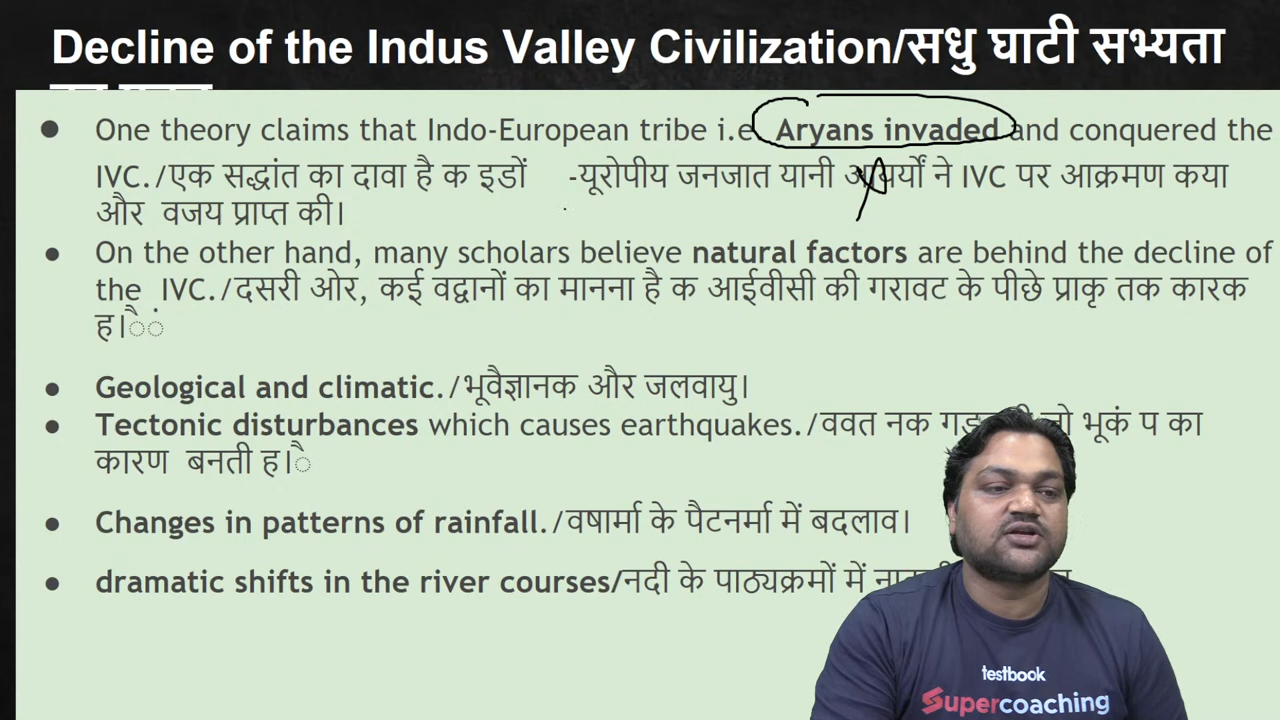 Decline of the Indus Valley Civilization/सधु घाटी सभ्यता
● One theory claims that Indo-European tribe i.e Aryans invaded and conquered the
IVC./एक सद्धांत का दावा है क इडों -यूरोपीय जनजात यानी ने IVC पर आक्रमण कया
और वजय प्राप्त की।
● On the other hand, many scholars believe natural factors are behind the decline of
the IVC./दसरी ओर, कई वद्वानों का मानना है क आईवीसी की गरावट के पीछे प्राकृ तक कारक
ह।ैं
● Geological and climatic./भूवैज्ञानक और जलवायु।
● Tectonic disturbances which causes earthquakes./ववत नक भूकं प का
कारण बनती ह।ै
● Changes in patterns of rainfall./वषार्मा के पैटनर्मा में बदलाव।
● dramatic shifts in the river courses/नदी के पाठ्यक्रमों में
testbook
Supercoaching